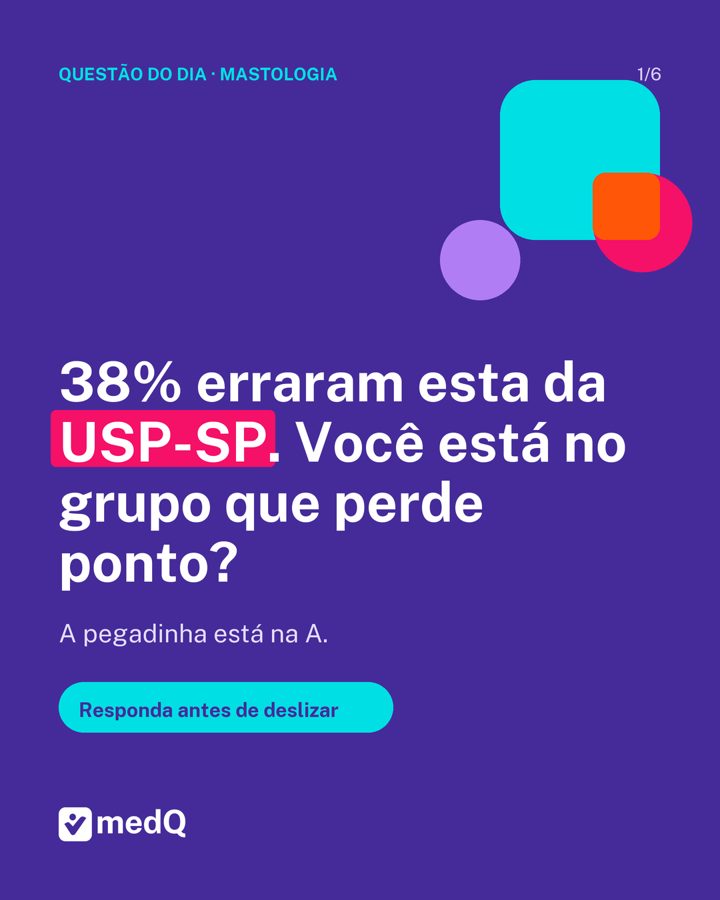 QUESTÃO DO DIA · MASTOLOGIA
1/6
38% erraram esta da
USP-SP. Você está no
grupo que perde
ponto?
A pegadinha está na A.
Responda antes de deslizar
medQ